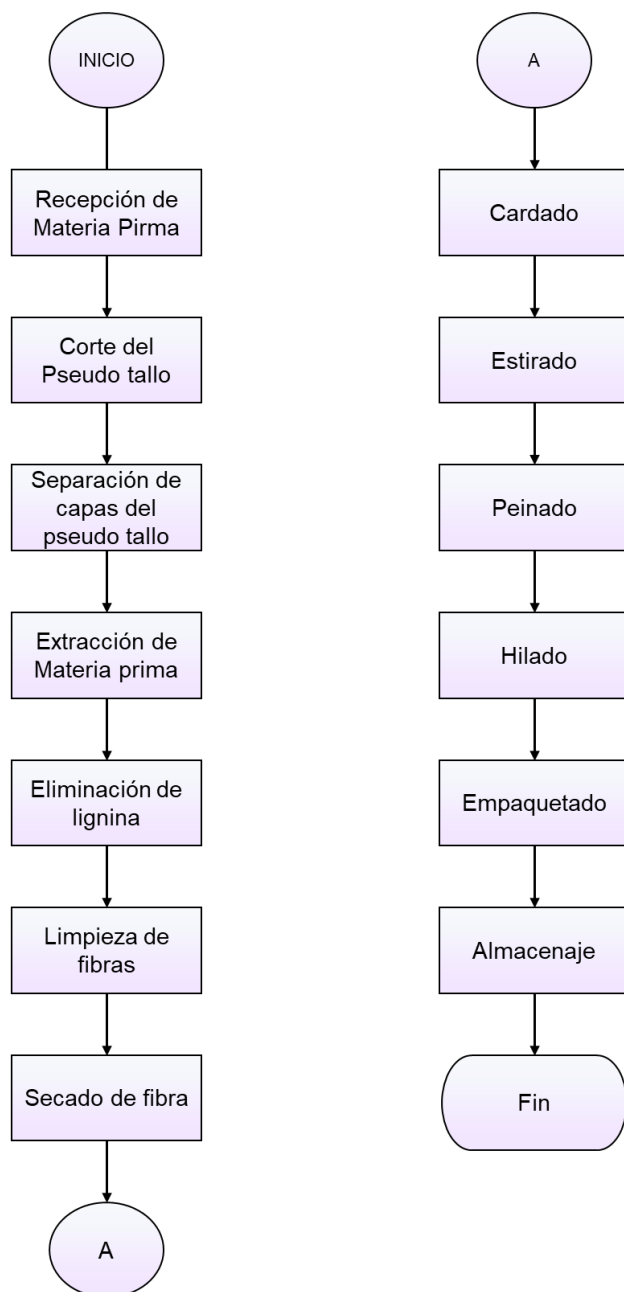 INICIO
Recepción de
Materia Pirma
Corte del
Pseudo tallo
Separación de
capas del
pseudo tallo
Extracción de
Materia prima
Eliminación de
lignina
Limpieza de
fibras
Secado de fibra
A
A
Cardado
Estirado
Peinado
Hilado
Empaquetado
Almacenaje
Fin